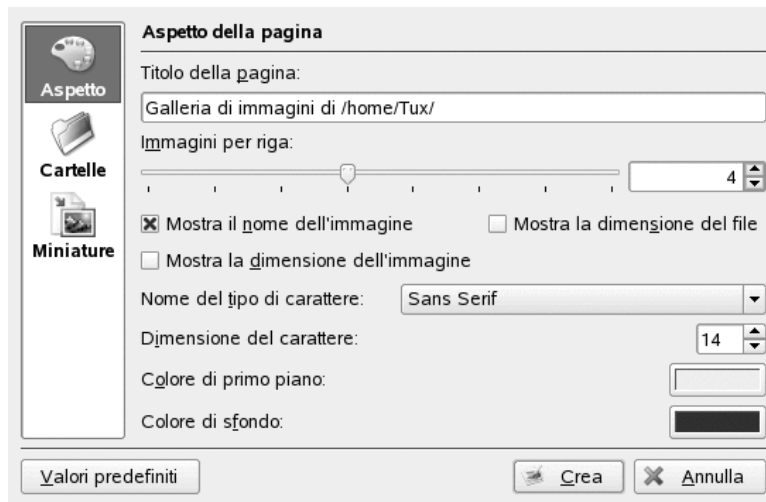 Aspetto
Cartelle
Miniature
Aspetto della pagina
Titolo della pagina:
Galleria di immagini di /home/Tux/
Immagini per riga:
4
Mostra il nome dell'immagine
Mostra la dimensione del file
Mostra la dimensione dell'immagine
Nome del tipo di carattere:
Sans Serif
Dimensione del carattere:
14
Colore di primo piano:
Colore di sfondo:
Valori predefiniti
Crea
Annulla